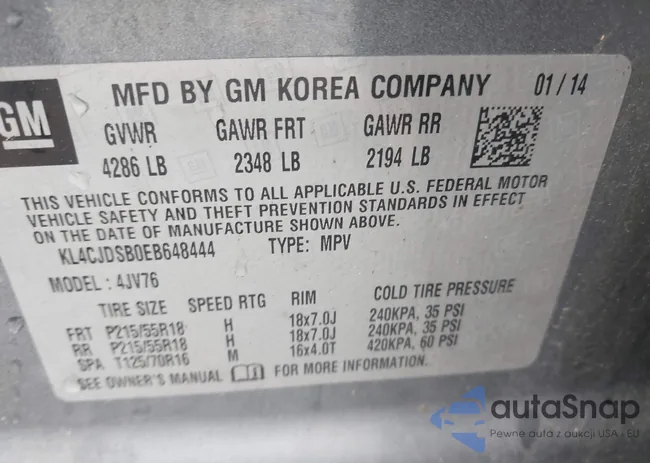 GM
MFD BY GM KOREA COMPANY 01/14
GVWR GAWR FRT GAWR RR
4286 LB 2348 LB 2194 LB
THIS VEHICLE CONFORMS TO ALL APPLICABLE U.S. FEDERAL MOTOR
VEHICLE SAFETY AND THEFT PREVENTION STANDARDS IN EFFECT
ON THE DATE OF MANUFACTURE SHOWN ABOVE.
KL4CJDSB0EB648444 TYPE: MPV
MODEL: 4JV76
TIRE SIZE SPEED RTG RIM COLD TIRE PRESSURE
FRT P215/55R18 H 18x7.0J 240KPA, 35 PSI
RR P215/55R18 H 18x7.0J 240KPA, 35 PSI
SPA T125/70R16 M 16x4.0T 420KPA, 60 PSI
SEE OWNER'S MANUAL FOR MORE INFORMATION.
autaSnap
Pewne auta z aukcji USA i EU